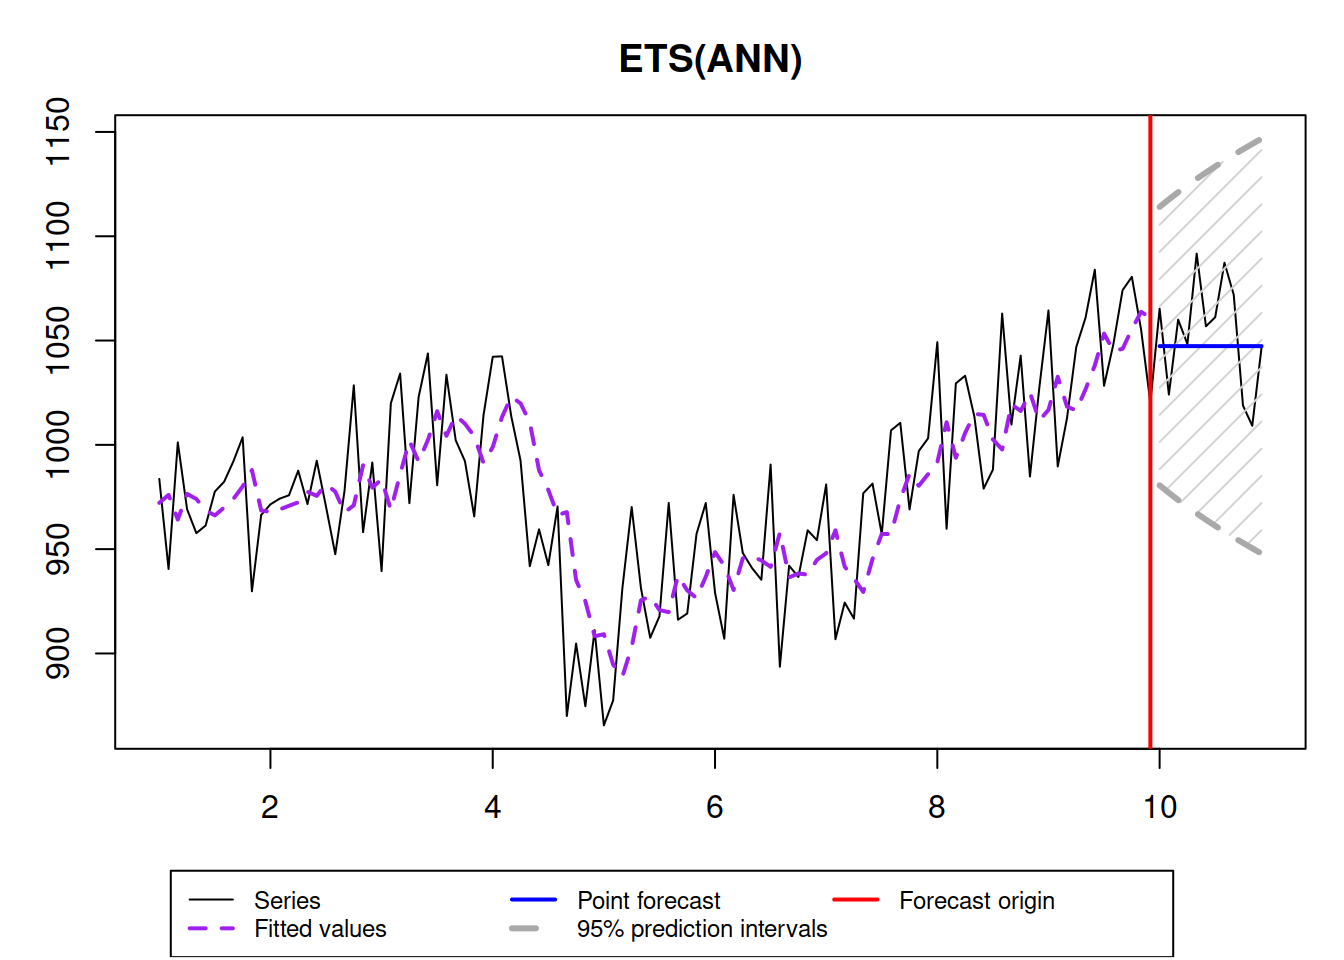 ETS(ANN)
1150
1100
1050
1000
950
900
2 4 6 8 10
Series Point forecast Forecast origin
Fitted values 95% prediction intervals